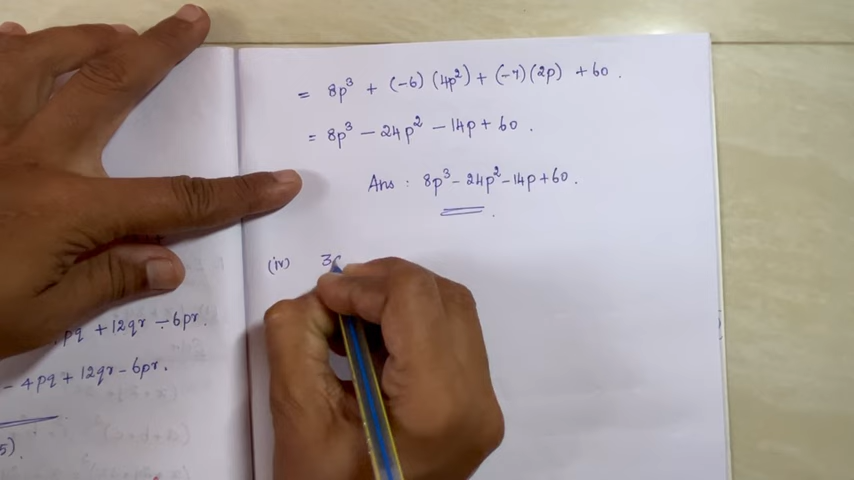 = 8p³ + (-6) (4p²) + (-7) (2p) + 60.
= 8p³ - 24p² - 14p + 60.
Ans : 8p³ - 24p² - 14p + 60.
(iv) 3
pq + 12qr - 6pr.
- 4pq + 12qr - 6pr.
5).